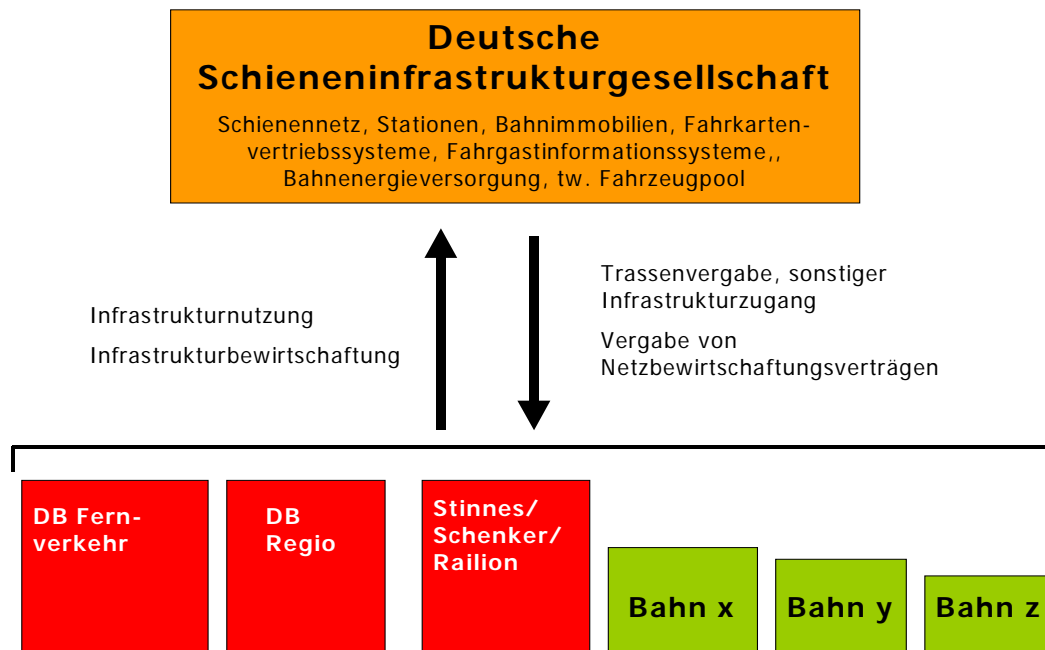 Deutsche
Schieneninfrastrukturgesellschaft
Schienennetz, Stationen, Bahnimmobilien, Fahrkarten-
vertriebssysteme, Fahrgastinformationssysteme,,
Bahnenergieversorgung, tw. Fahrzeugpool
Infrastrukturnutzung
Infrastrukturbewirtschaftung
Trassenvergabe, sonstiger
Infrastrukturzugang
Vergabe von
Netzbewirtschaftungsverträgen
DB Fern-
verkehr
DB
Regio
Stinnes/
Schenker/
Railion
Bahn x
Bahn y
Bahn z